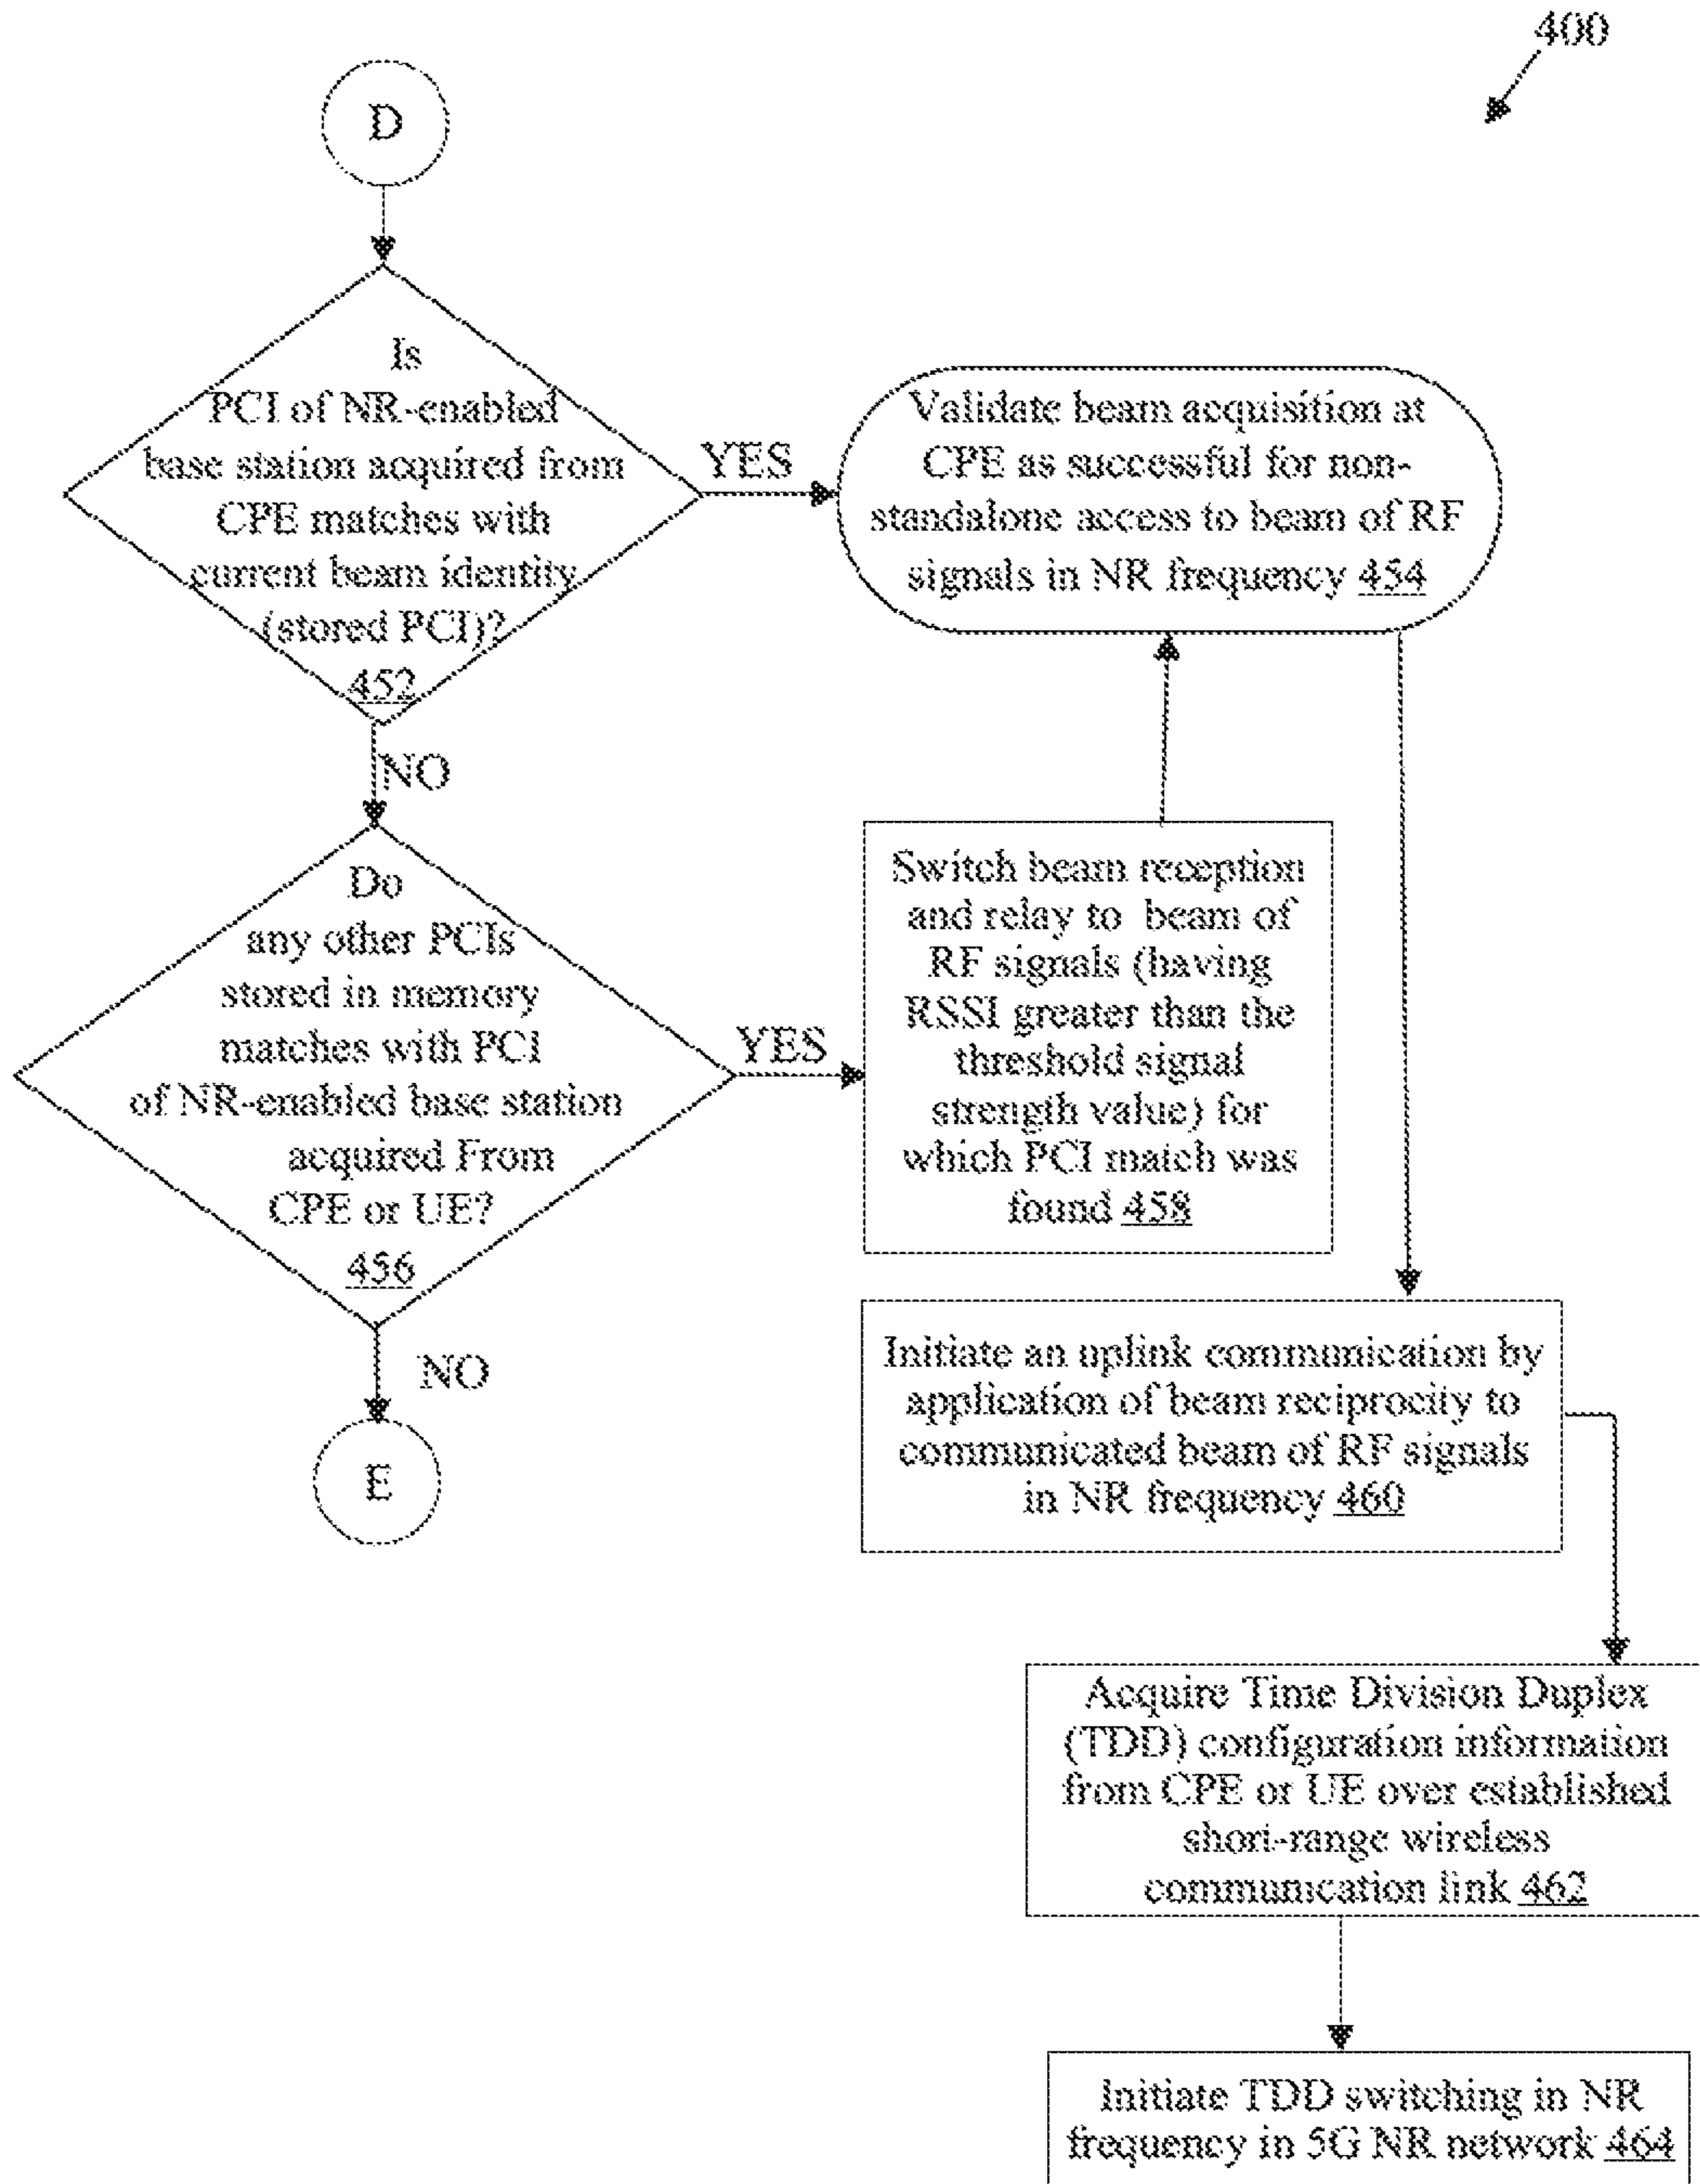 400
D
Is
PCI of NR-enabled
base station acquired from
CPE matches with
current beam identity
(stored PCI)?
452
YES
Validate beam acquisition at
CPE as successful for non-
standalone access to beam of RF
signals in NR frequency 454
NO
Do
any other PCIs
stored in memory
matches with PCI
of NR-enabled base station
acquired From
CPE or UE?
456
YES
Switch beam reception
and relay to beam of
RF signals (having
RSSI greater than the
threshold signal
strength value) for
which PCI match was
found 458
NO
E
Initiate an uplink communication by
application of beam reciprocity to
communicated beam of RF signals
in NR frequency 460
Acquire Time Division Duplex
(TDD) configuration information
from CPE or UE over established
short-range wireless
communication link 462
Initiate TDD switching in NR
frequency in 5G NR network 464